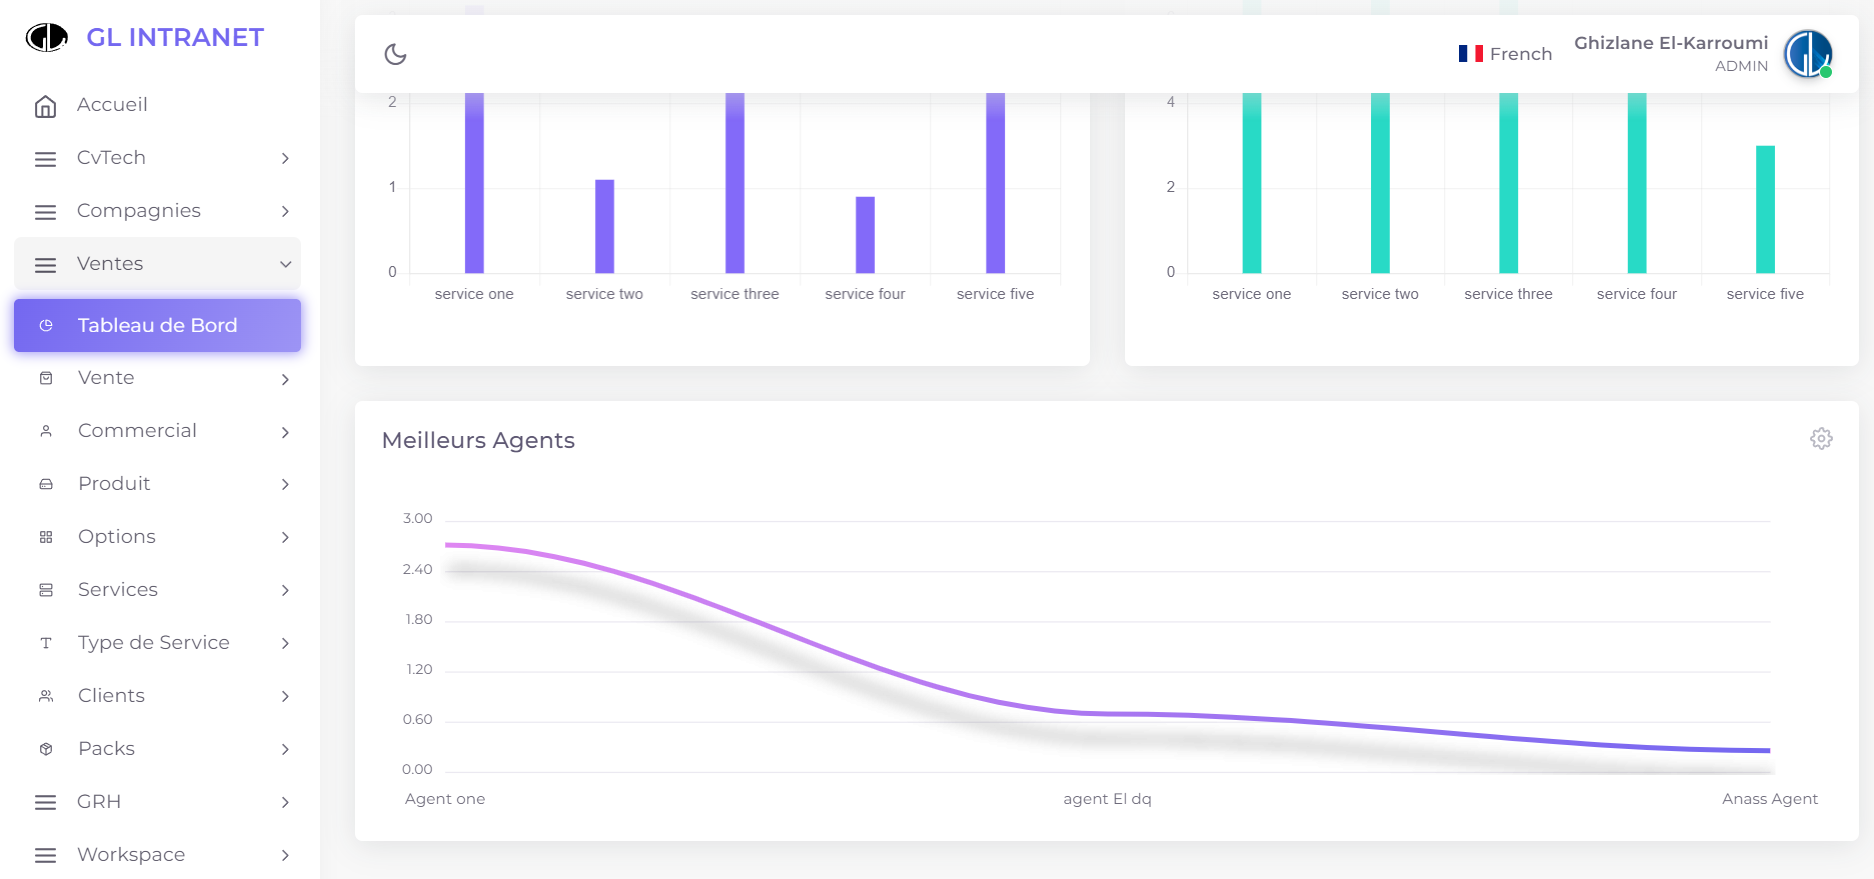 GL INTRANET
Accueil
CvTech
Compagnies
Ventes
Tableau de Bord
Vente
Commercial
Produit
Options
Services
Type de Service
Clients
Packs
GRH
Workspace
French
Ghizlane El-Karroumi
ADMIN
2
1
0
service one service two service three service four service five
4
2
0
service one service two service three service four service five
Meilleurs Agents
3.00
2.40
1.80
1.20
0.60
0.00
Agent one agent El dq Anass Agent